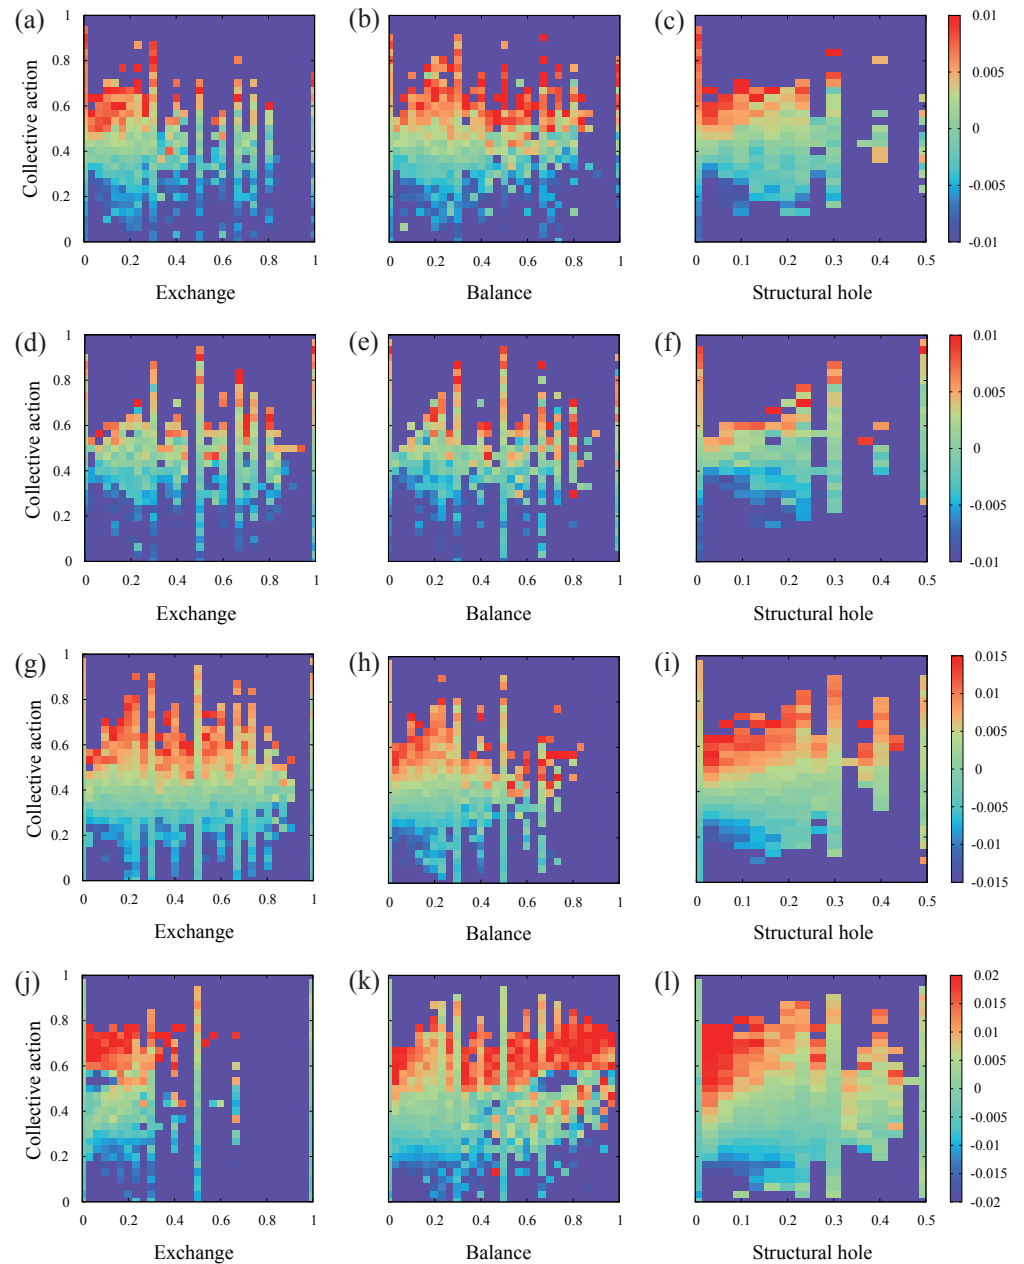 (a) (b) (c)
1 0.8 0.6 0.4 0.2 0
Collective action
0 0.2 0.4 0.6 0.8 1
Exchange
0 0.2 0.4 0.6 0.8 1
Balance
0 0.1 0.2 0.3 0.4 0.5
Structural hole
0.01 0.005 0 -0.005 -0.01
(d) (e) (f)
1 0.8 0.6 0.4 0.2 0
Collective action
0 0.2 0.4 0.6 0.8 1
Exchange
0 0.2 0.4 0.6 0.8 1
Balance
0 0.1 0.2 0.3 0.4 0.5
Structural hole
0.01 0.005 0 -0.005 -0.01
(g) (h) (i)
1 0.8 0.6 0.4 0.2 0
Collective action
0 0.2 0.4 0.6 0.8 1
Exchange
0 0.2 0.4 0.6 0.8 1
Balance
0 0.1 0.2 0.3 0.4 0.5
Structural hole
0.015 0.01 0.005 0 -0.005 -0.01 -0.015
(j) (k) (l)
1 0.8 0.6 0.4 0.2 0
Collective action
0 0.2 0.4 0.6 0.8 1
Exchange
0 0.2 0.4 0.6 0.8 1
Balance
0 0.1 0.2 0.3 0.4 0.5
Structural hole
0.02 0.015 0.01 0.005 0 -0.005 -0.01 -0.015 -0.02